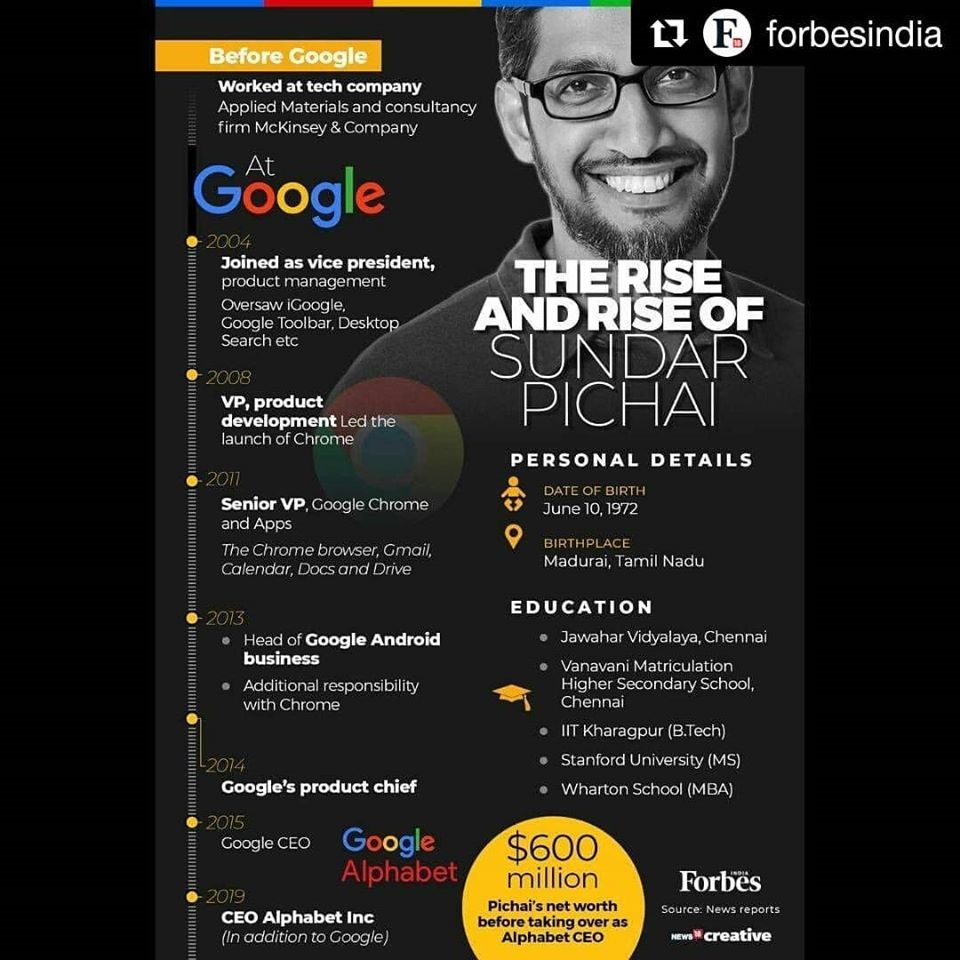 forbesindia
Before Google
Worked at tech company
Applied Materials and consultancy
firm McKinsey & Company
At
Google
2004
Joined as vice president,
product management
Oversaw iGoogle,
Google Toolbar, Desktop
Search etc
2008
VP, product
development Led the
launch of Chrome
2011
Senior VP, Google Chrome
and Apps
The Chrome browser, Gmail,
Calendar, Docs and Drive
2013
Head of Google Android
business
Additional responsibility
with Chrome
2014
Google's product chief
2015
Google CEO
Google
Alphabet
2019
CEO Alphabet Inc
(In addition to Google)
THE RISE
AND RISE OF
SUNDAR
PICHAI
PERSONAL DETAILS
DATE OF BIRTH
June 10, 1972
BIRTHPLACE
Madurai, Tamil Nadu
EDUCATION
Jawahar Vidyalaya, Chennai
Vanavani Matriculation
Higher Secondary School,
Chennai
IIT Kharagpur (B.Tech)
Stanford University (MS)
Wharton School (MBA)
$600
million
Pichai's net worth
before taking over as
Alphabet CEO
Forbes
INDIA
Source: News reports
NEWS18 creative